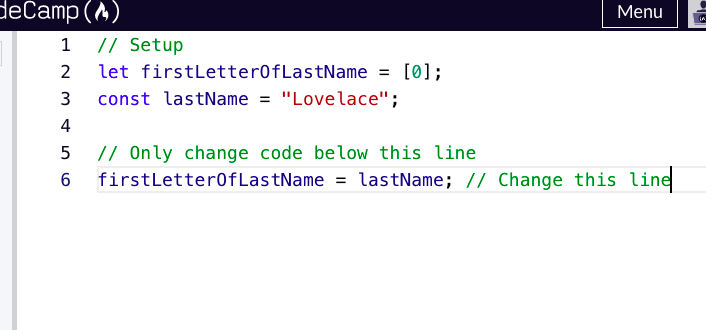 deCamp(🔥) Menu
1 // Setup
2 let firstLetterOfLastName = [0];
3 const lastName = "Lovelace";
4
5 // Only change code below this line
6 firstLetterOfLastName = lastName; // Change this line